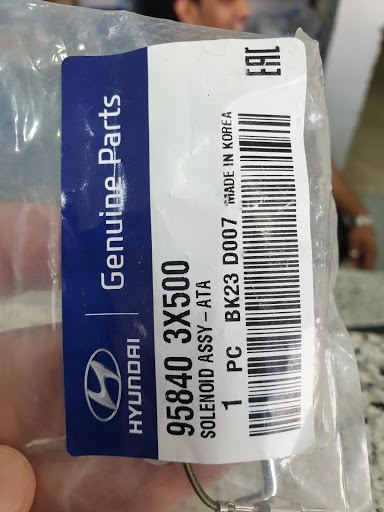 HYUNDAI | Genuine Parts
95840 3X500
SOLENOID ASSY-ATA
1 PC BK23 D007 MADE IN KOREA
EAC